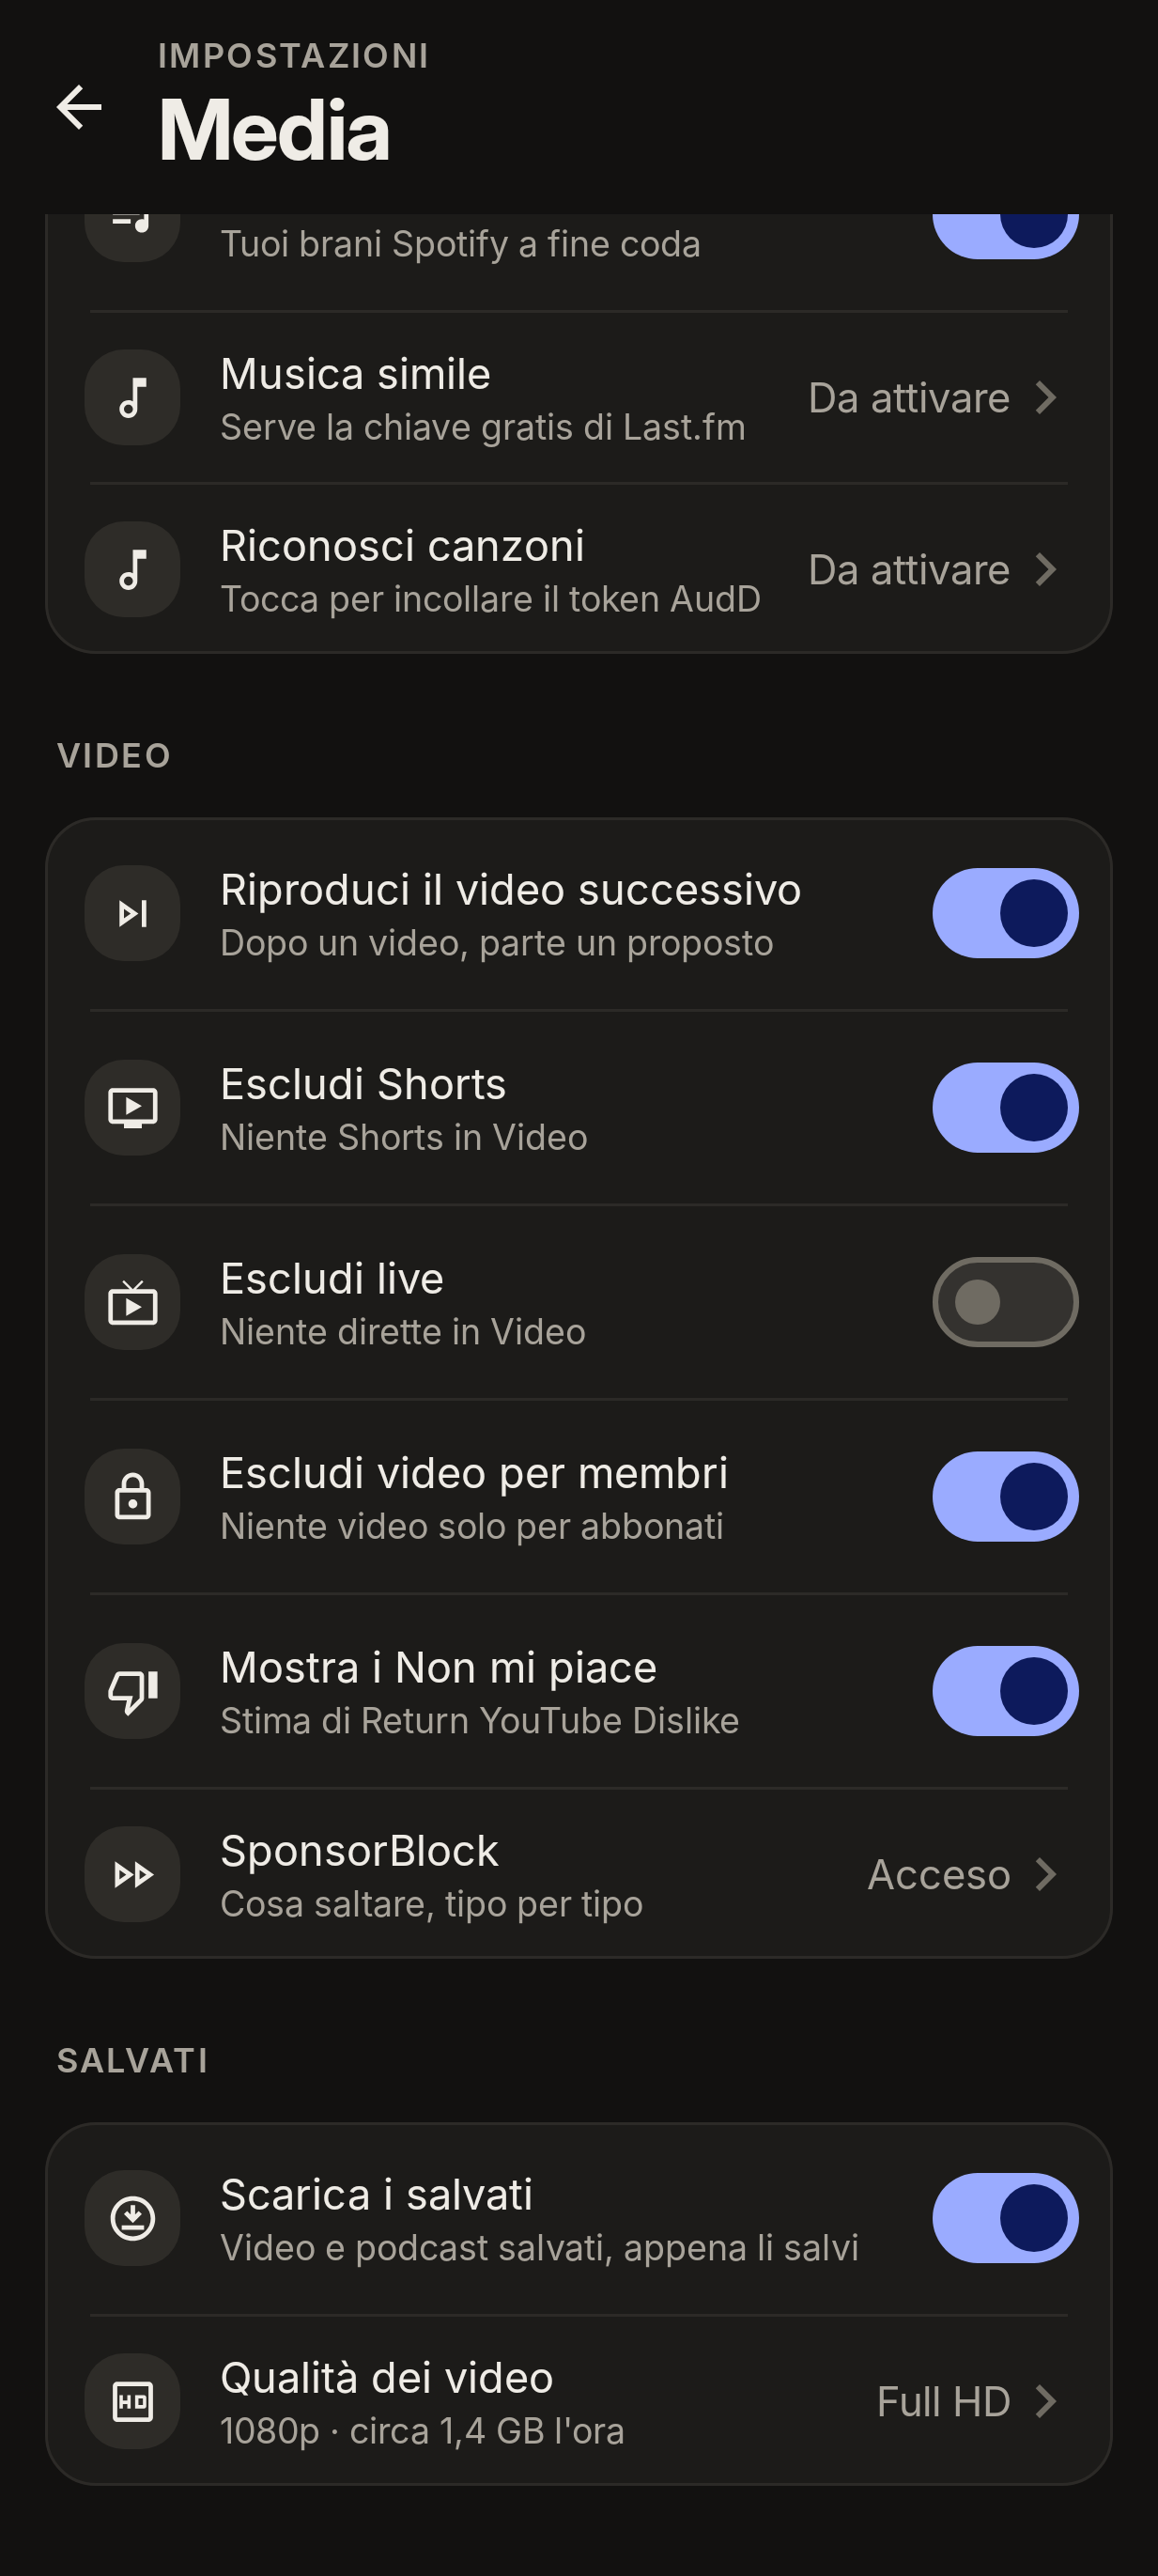 IMPOSTAZIONI
Media
Tuoi brani Spotify a fine coda
Musica simile
Serve la chiave gratis di Last.fm
Da attivare
Riconosci canzoni
Tocca per incollare il token AudD
Da attivare
VIDEO
Riproduci il video successivo
Dopo un video, parte un proposto
Escludi Shorts
Niente Shorts in Video
Escludi live
Niente dirette in Video
Escludi video per membri
Niente video solo per abbonati
Mostra i Non mi piace
Stima di Return YouTube Dislike
SponsorBlock
Cosa saltare, tipo per tipo
Acceso
SALVATI
Scarica i salvati
Video e podcast salvati, appena li salvi
HD
Qualità dei video
1080p · circa 1,4 GB l'ora
Full HD